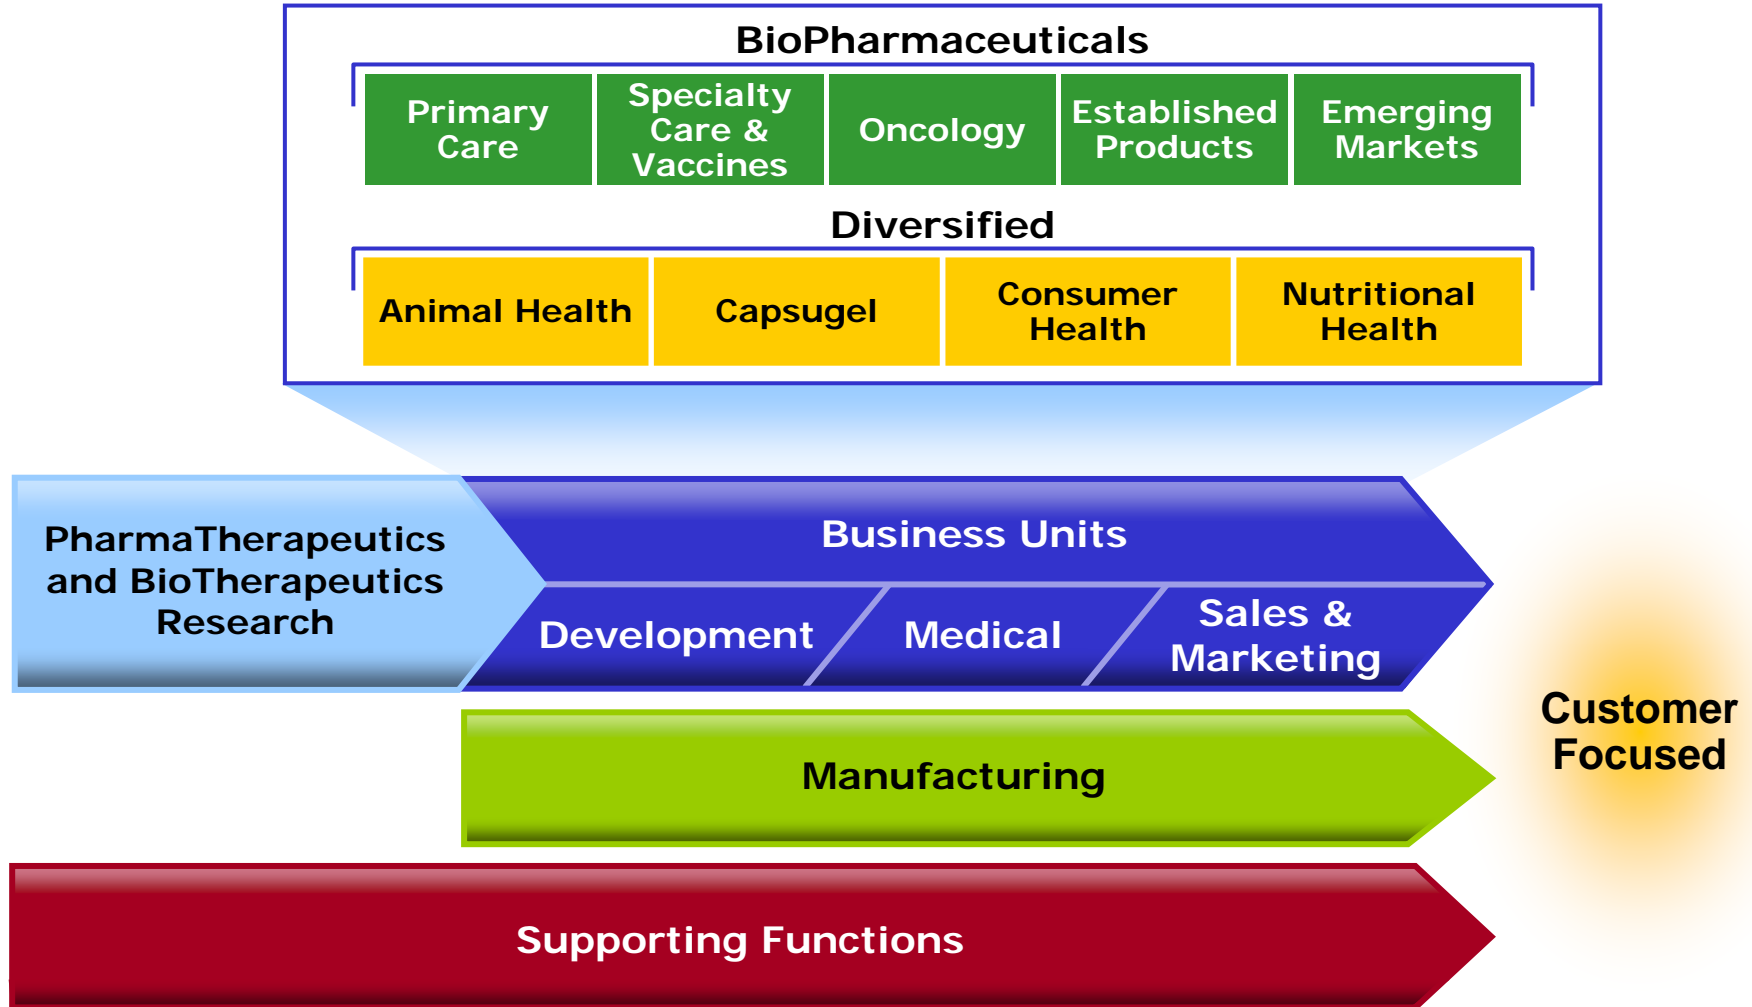 BioPharmaceuticals
Primary
Care
Specialty
Care &
Vaccines
Oncology
Established
Products
Emerging
Markets
Diversified
Animal Health
Capsugel
Consumer
Health
Nutritional
Health
PharmaTherapeutics
and BioTherapeutics
Research
Business Units
Development
Medical
Sales &
Marketing
Customer
Focused
Manufacturing
Supporting Functions